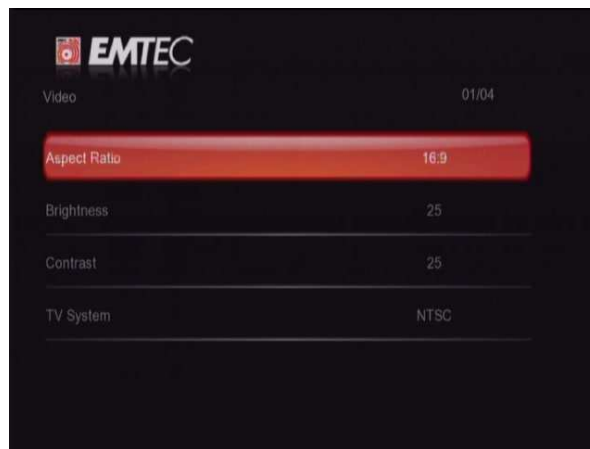 EMTEC
Video 01/04
Aspect Ratio 16:9
Brightness 25
Contrast 25
TV System NTSC